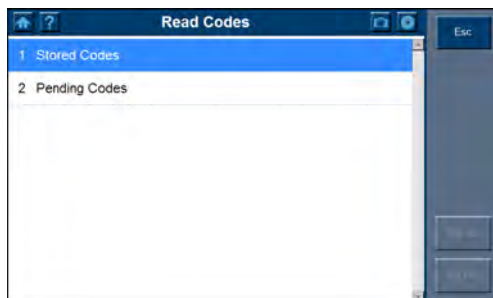 ?
Read Codes
Esc
1 Stored Codes
2 Pending Codes